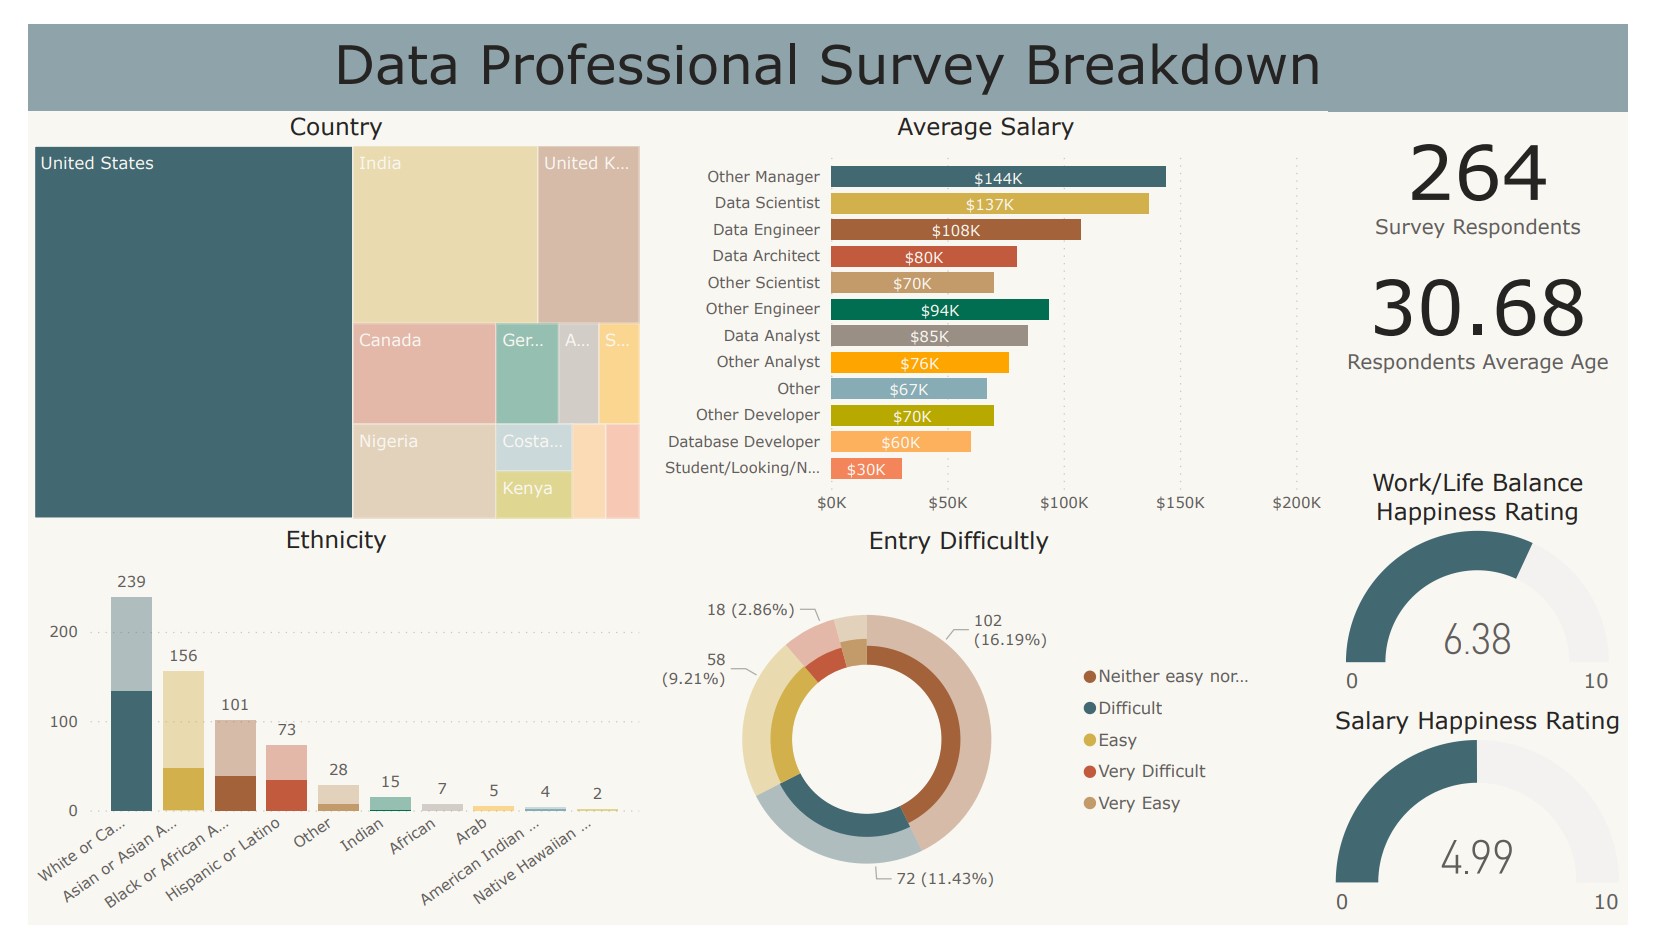 Data Professional Survey Breakdown
Country
United States
India
United K...
Canada
Ger...
A...
S...
Nigeria
Costa...
Kenya
Average Salary
Other Manager $144K
Data Scientist $137K
Data Engineer $108K
Data Architect $80K
Other Scientist $70K
Other Engineer $94K
Data Analyst $85K
Other Analyst $76K
Other $67K
Other Developer $70K
Database Developer $60K
Student/Looking/N... $30K
$0K $50K $100K $150K $200K
264
Survey Respondents
30.68
Respondents Average Age
Ethnicity
200
100
0
239
156
101
73
28
15
7
5
4
2
White or Ca...
Asian or Asian A...
Black or African A...
Hispanic or Latino
Other
Indian
African
Arab
American Indian ...
Native Hawaiian ...
Entry Difficultly
18 (2.86%)
102
(16.19%)
58
(9.21%)
72 (11.43%)
Neither easy nor...
Difficult
Easy
Very Difficult
Very Easy
Work/Life Balance
Happiness Rating
6.38
0 10
Salary Happiness Rating
4.99
0 10